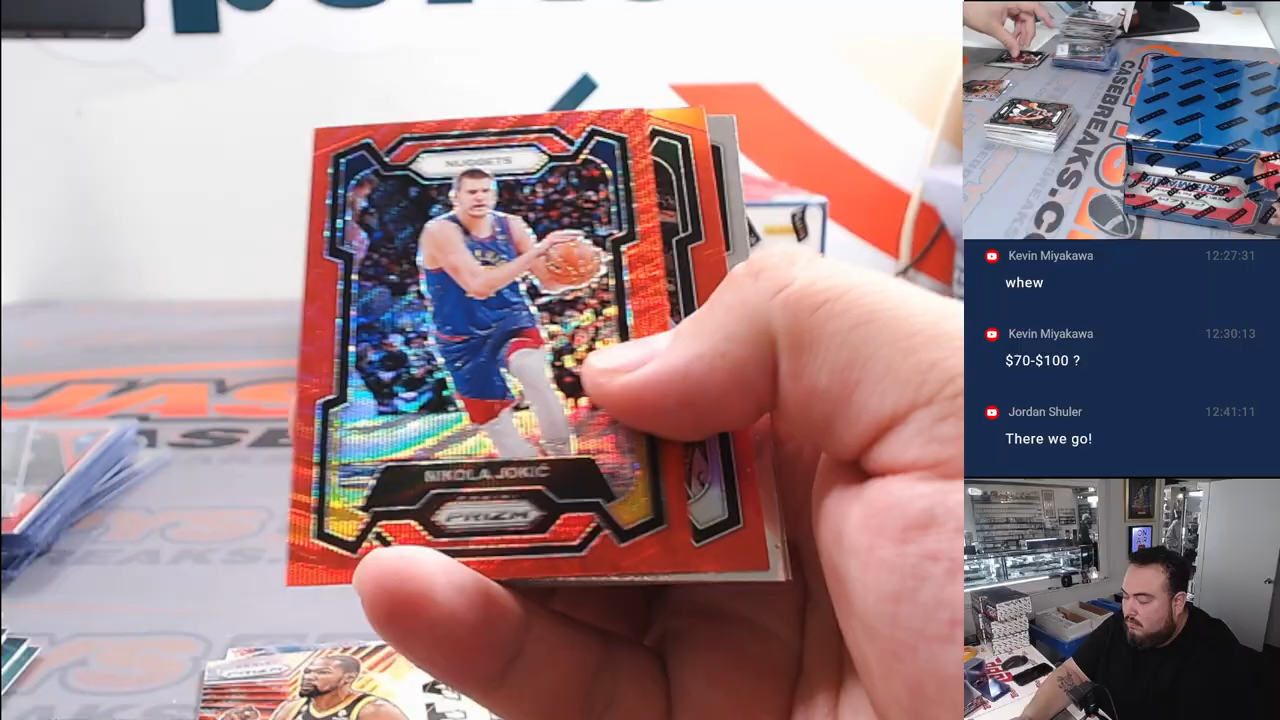 NUGGETS
NIKOLA JOKIĆ
PRIZM
PRIZM
CASEBREAKS.C
Kevin Miyakawa 12:27:31
whew
Kevin Miyakawa 12:30:13
$70-$100 ?
Jordan Shuler 12:41:11
There we go!